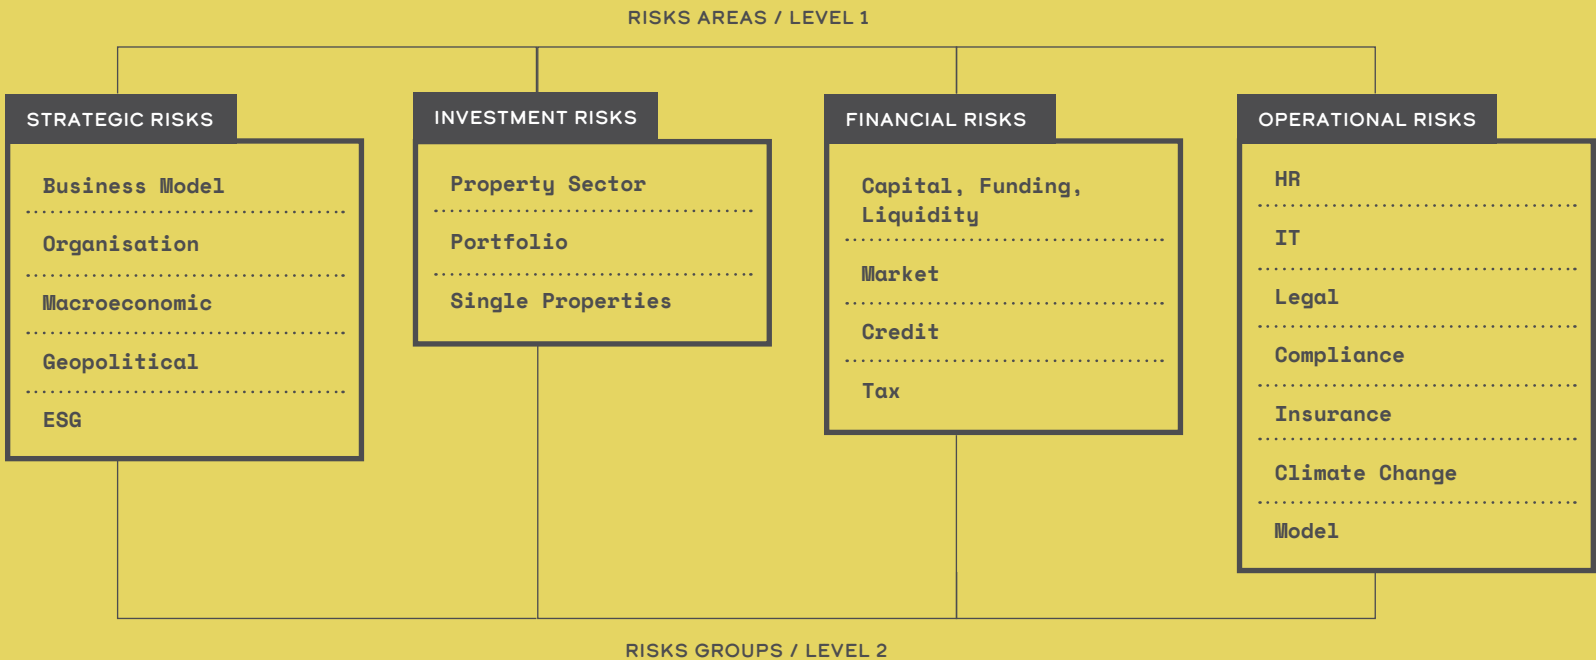 RISKS AREAS / LEVEL 1
STRATEGIC RISKS
Business Model
Organisation
Macroeconomic
Geopolitical
ESG
INVESTMENT RISKS
Property Sector
Portfolio
Single Properties
FINANCIAL RISKS
Capital, Funding,
Liquidity
Market
Credit
Tax
OPERATIONAL RISKS
HR
IT
Legal
Compliance
Insurance
Climate Change
Model
RISKS GROUPS / LEVEL 2